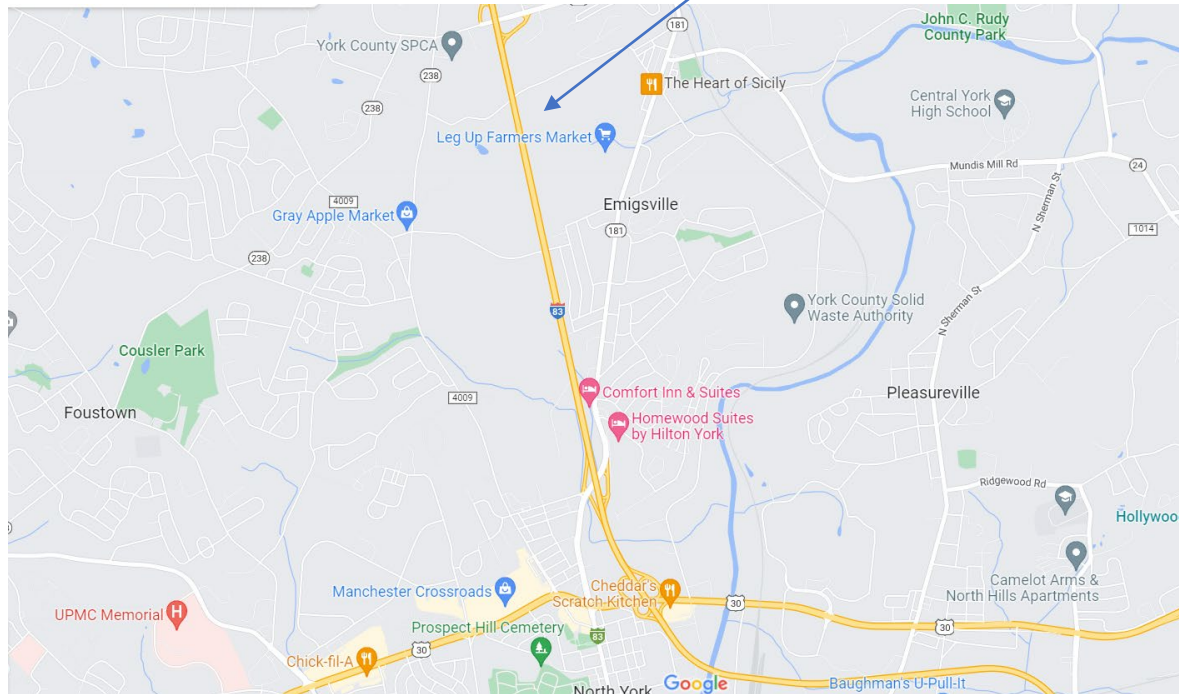 181
John C. Rudy
County Park
York County SPCA
238
The Heart of Sicily
238
Central York
High School
Leg Up Farmers Market
Mundis Mill Rd
24
4009
Emigsville
N Sherman St
Gray Apple Market
181
1014
238
83
York County Solid
Waste Authority
N Sherman St
Cousler Park
Comfort Inn & Suites
Pleasureville
4009
Foustown
Homewood Suites
by Hilton York
Ridgewood Rd
Hollywoo
Cheddar's
Scratch Kitchen
Manchester Crossroads
Camelot Arms &
North Hills Apartments
UPMC Memorial
30
30
Prospect Hill Cemetery
83
30
Chick-fil-A
North York
Google
Baughman's U-Pull-It